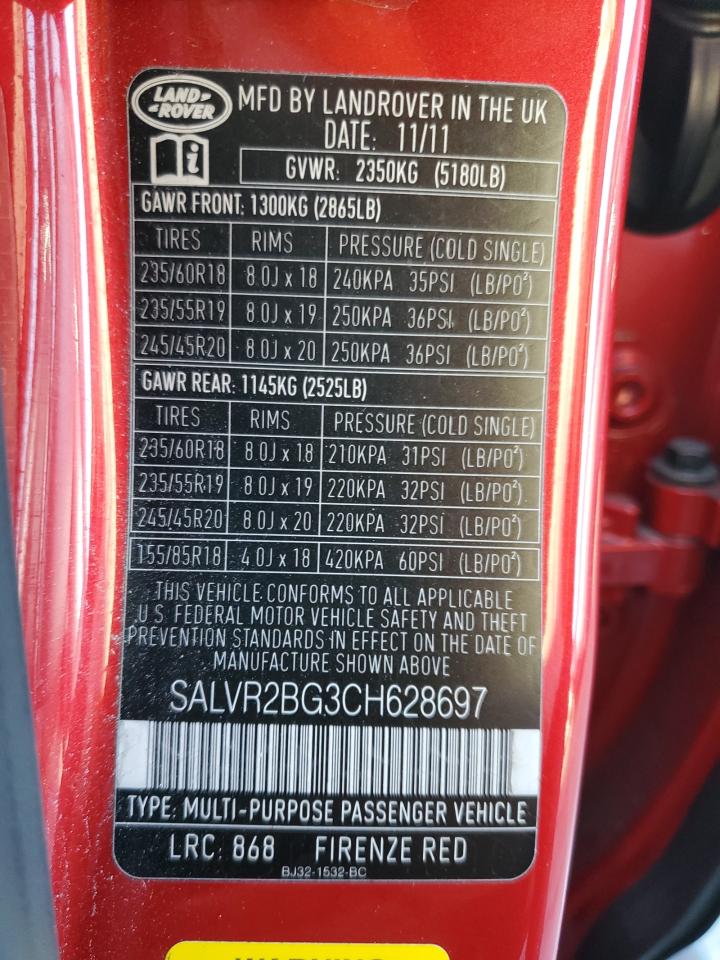 LAND ROVER
MFD BY LANDROVER IN THE UK
DATE: 11/11
i
GVWR: 2350KG (5180LB)
GAWR FRONT: 1300KG (2865LB)
TIRES RIMS PRESSURE (COLD SINGLE)
235/60R18 8.0J x 18 240KPA 35PSI (LB/PO²)
235/55R19 8.0J x 19 250KPA 36PSI (LB/PO²)
245/45R20 8.0J x 20 250KPA 36PSI (LB/PO²)
GAWR REAR: 1145KG (2525LB)
TIRES RIMS PRESSURE (COLD SINGLE)
235/60R18 8.0J x 18 210KPA 31PSI (LB/PO²)
235/55R19 8.0J x 19 220KPA 32PSI (LB/PO²)
245/45R20 8.0J x 20 220KPA 32PSI (LB/PO²)
155/85R18 4.0J x 18 420KPA 60PSI (LB/PO²)
THIS VEHICLE CONFORMS TO ALL APPLICABLE
U.S. FEDERAL MOTOR VEHICLE SAFETY AND THEFT
PREVENTION STANDARDS IN EFFECT ON THE DATE OF
MANUFACTURE SHOWN ABOVE
SALVR2BG3CH628697
TYPE: MULTI-PURPOSE PASSENGER VEHICLE
LRC: 868 FIRENZE RED
BJ32-1532-BC
WARNING